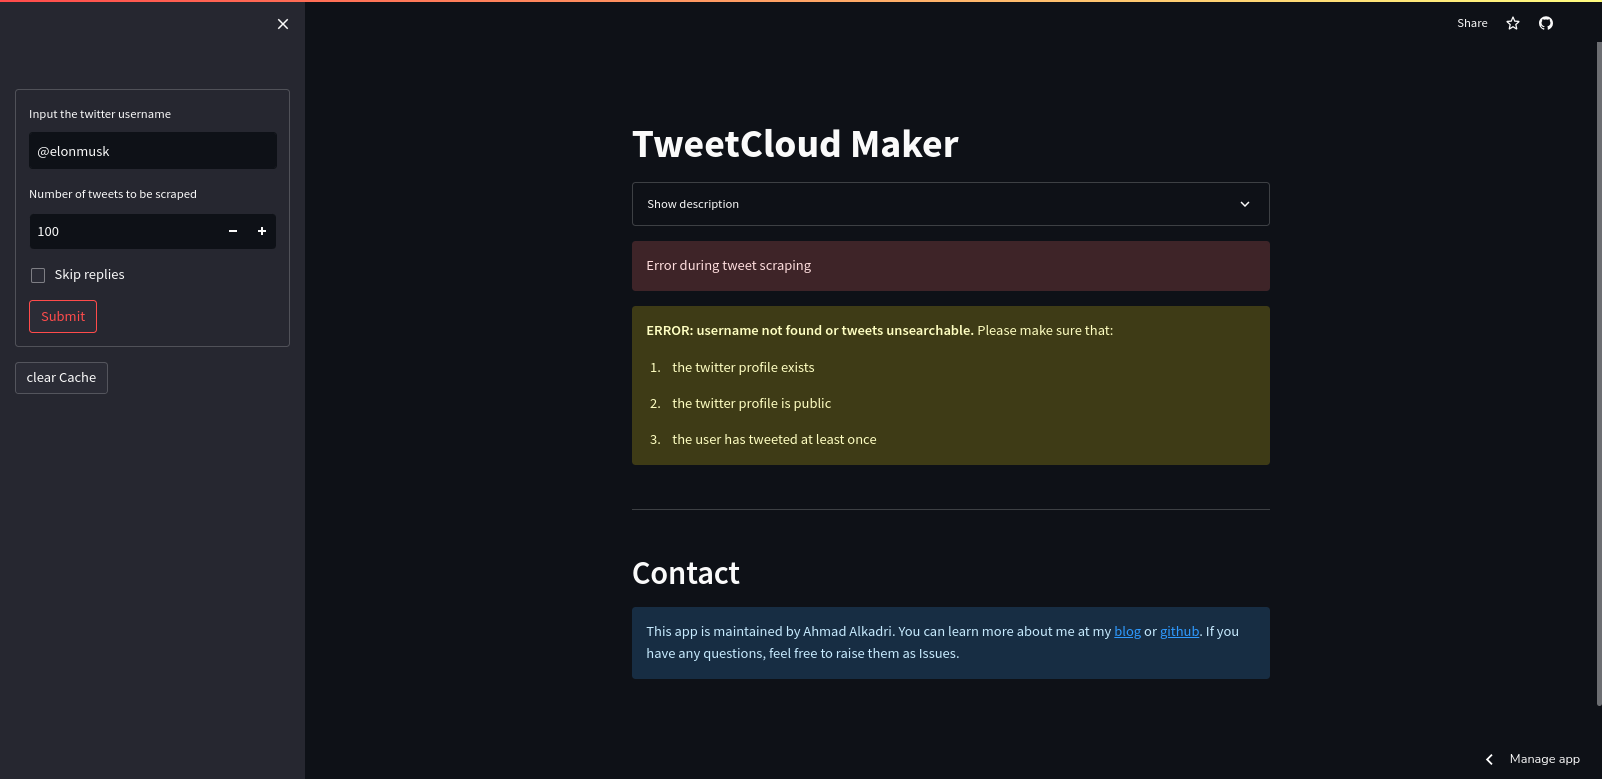 Share
Input the twitter username
@elonmusk
Number of tweets to be scraped
100
Skip replies
Submit
clear Cache
TweetCloud Maker
Show description
Error during tweet scraping
ERROR: username not found or tweets unsearchable. Please make sure that:
1. the twitter profile exists
2. the twitter profile is public
3. the user has tweeted at least once
Contact
This app is maintained by Ahmad Alkadri. You can learn more about me at my blog or github. If you
have any questions, feel free to raise them as Issues.
Manage app